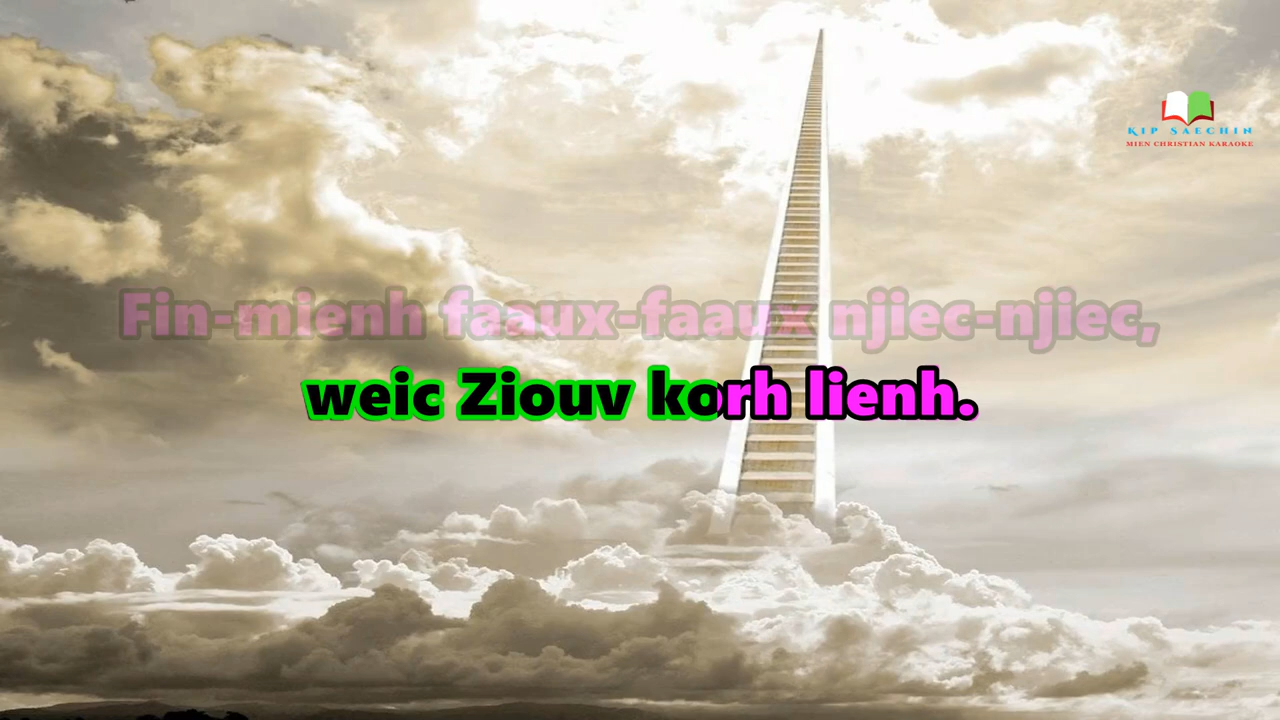 KIP SAECHIN
MIEN CHRISTIAN KARAOKE
Fin-mienh faaux-faaux njiec-njiec,
weic Ziouv korh lienh.